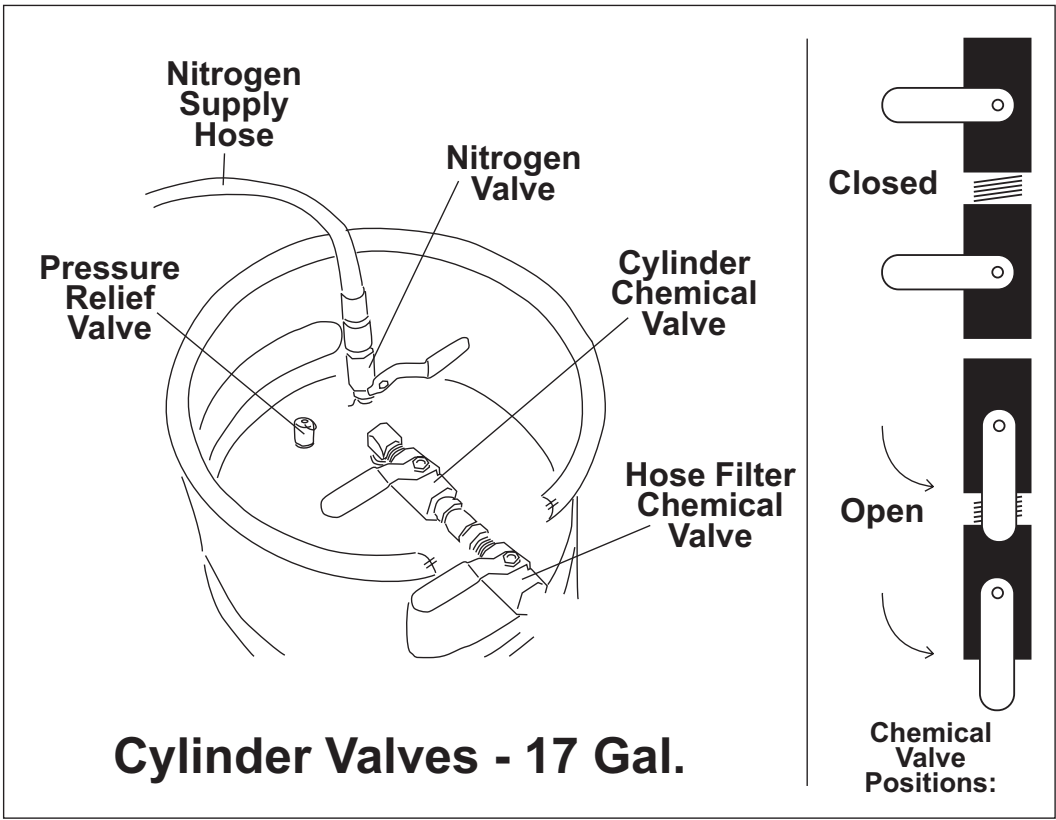 Nitrogen
Supply
Hose
Nitrogen
Valve
Pressure
Relief
Valve
Cylinder
Chemical
Valve
Hose Filter
Chemical
Valve
Cylinder Valves - 17 Gal.
Closed
Open
Chemical
Valve
Positions: